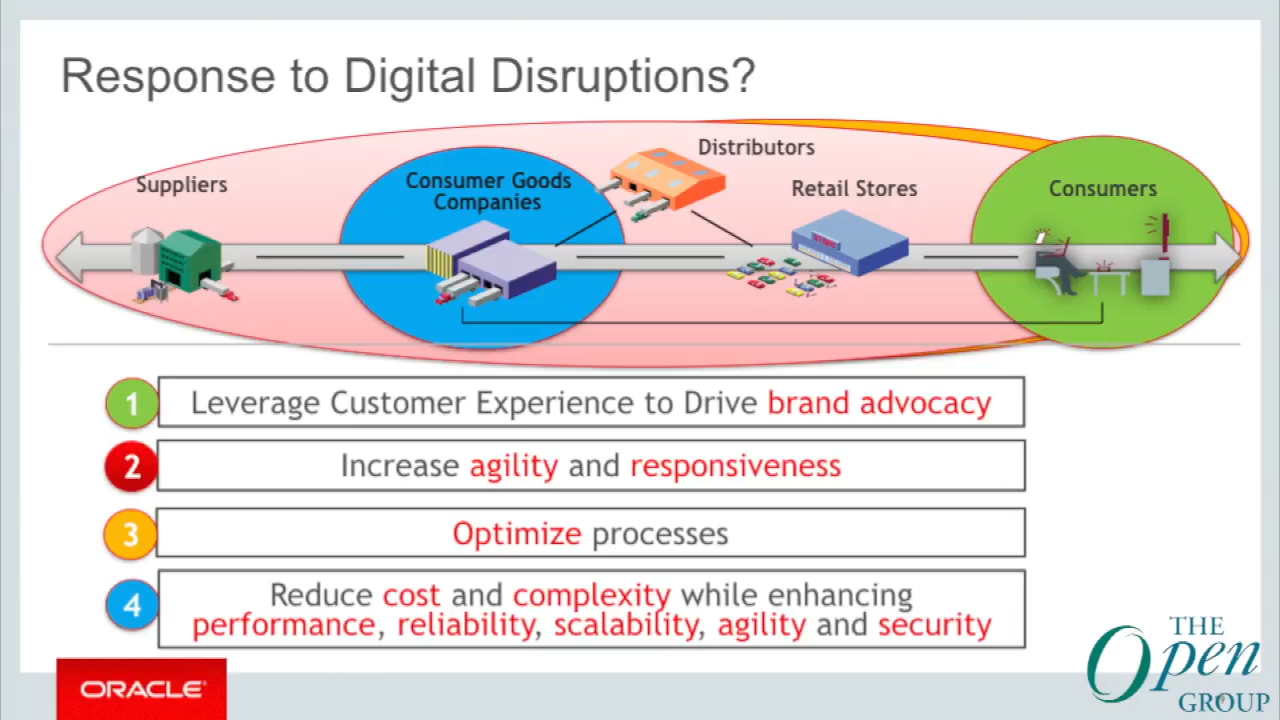 Response to Digital Disruptions?
Distributors
Suppliers
Consumer Goods
Companies
Retail Stores
Consumers
1
Leverage Customer Experience to Drive brand advocacy
2
Increase agility and responsiveness
3
Optimize processes
4
Reduce cost and complexity while enhancing
performance, reliability, scalability, agility and security
ORACLE
THE
Open
GROUP